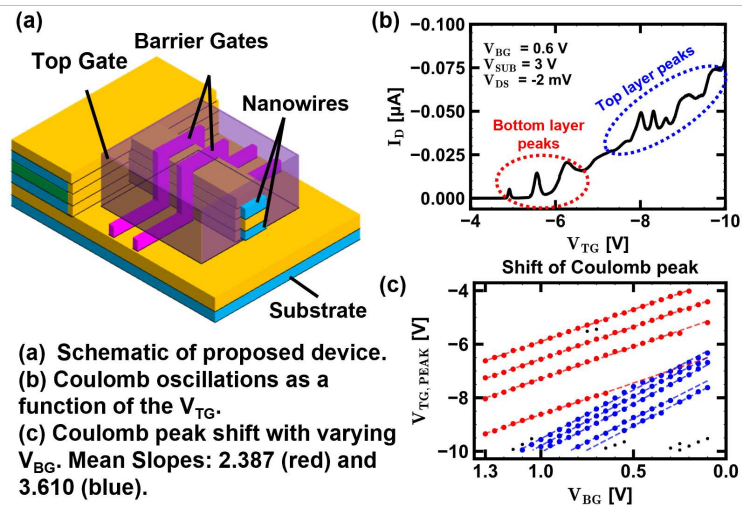 (a)
Barrier Gates
Top Gate
Nanowires
Substrate
(a) Schematic of proposed device.
(b) Coulomb oscillations as a
function of the V_TG.
(c) Coulomb peak shift with varying
V_BG. Mean Slopes: 2.387 (red) and
3.610 (blue).
(b)
−0.100
−0.075
−0.050
−0.025
0.000
I_D [μA]
V_BG = 0.6 V
V_SUB = 3 V
V_DS = -2 mV
Top layer peaks
Bottom layer
peaks
−4 −6 −8 −10
V_TG [V]
(c)
Shift of Coulomb peak
−4
−6
−8
−10
V_TG, PEAK [V]
1.3 1.0 0.5 0.0
V_BG [V]